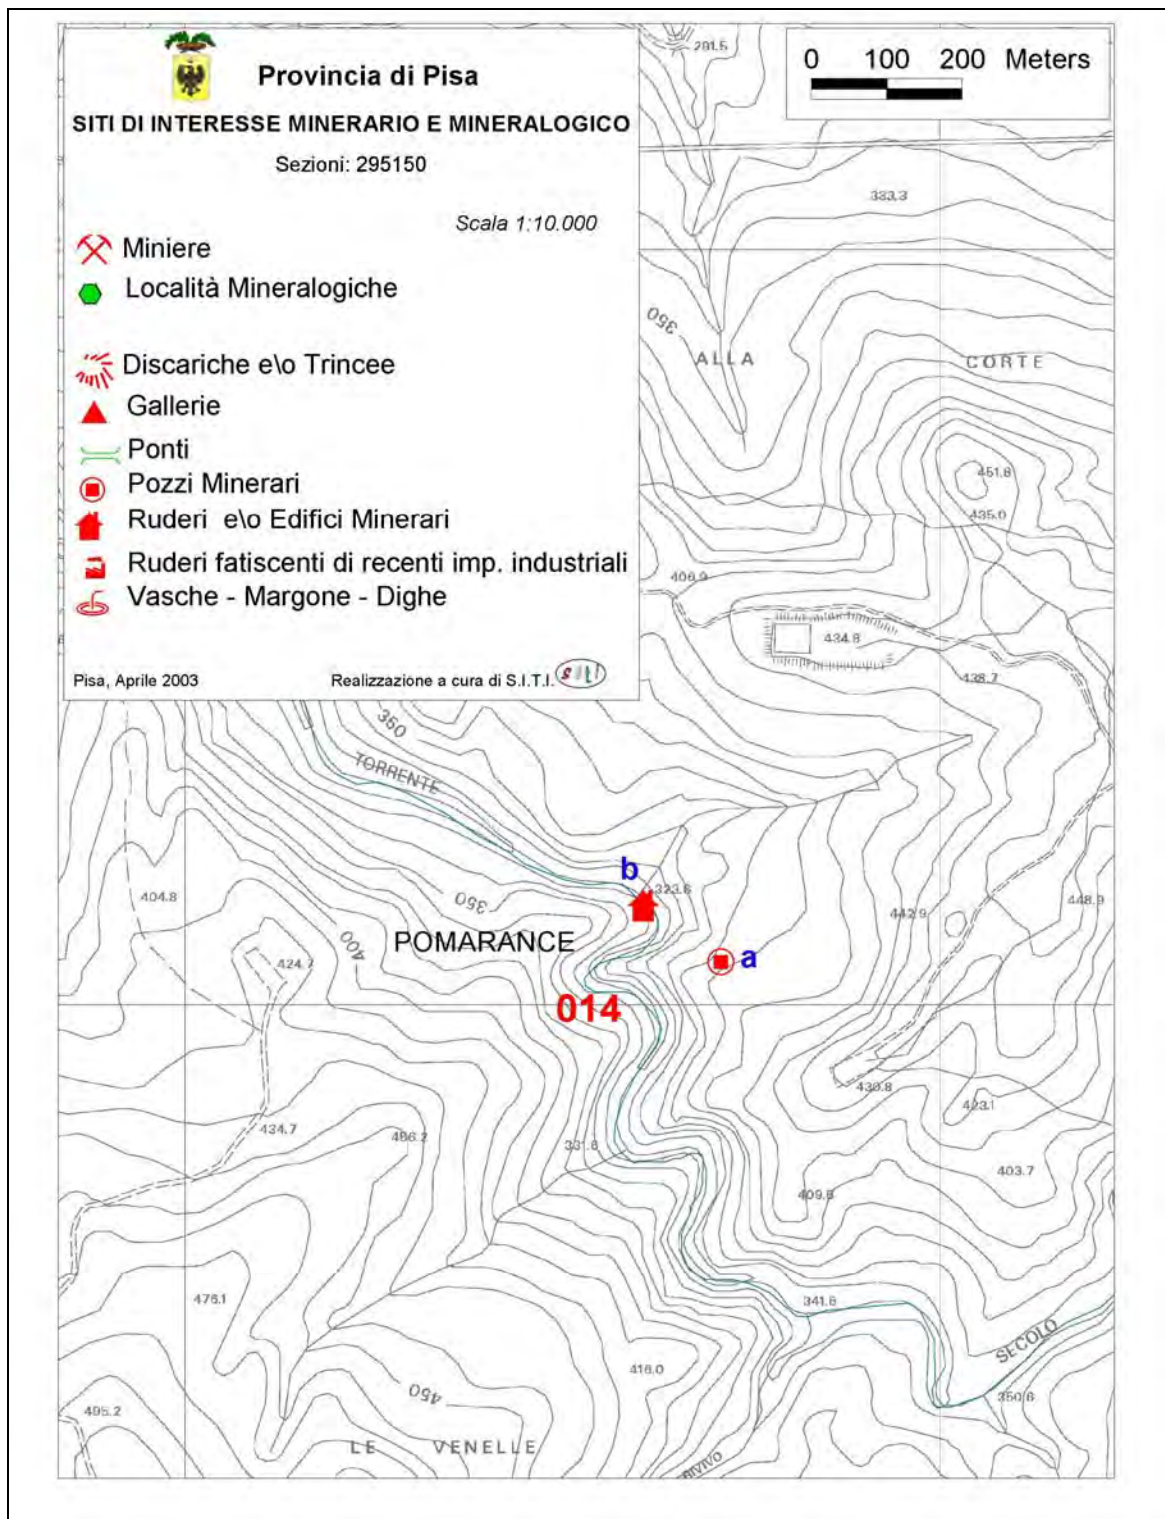 Provincia di Pisa
SITI DI INTERESSE MINERARIO E MINERALOGICO
Sezioni: 295150
Scala 1:10.000
Miniere
Località Mineralogiche
Discariche e\o Trincee
Gallerie
Ponti
Pozzi Minerari
Ruderi e\o Edifici Minerari
Ruderi fatiscenti di recenti imp. industriali
Vasche - Margone - Dighe
Pisa, Aprile 2003
Realizzazione a cura di S.I.T.I.
0 100 200 Meters
350
ALLA CORTE
451.8
435.0
406.9
434.8
438.7
350
TORRENTE
b
323.6
404.8
350
448.9
442.9
400
POMARANCE
424.7
a
014
430.8
423.1
434.7
486.2
331.6
403.7
409.8
476.1
341.8
SECOLO
416.0
450
350.6
495.2
LE VENELLE